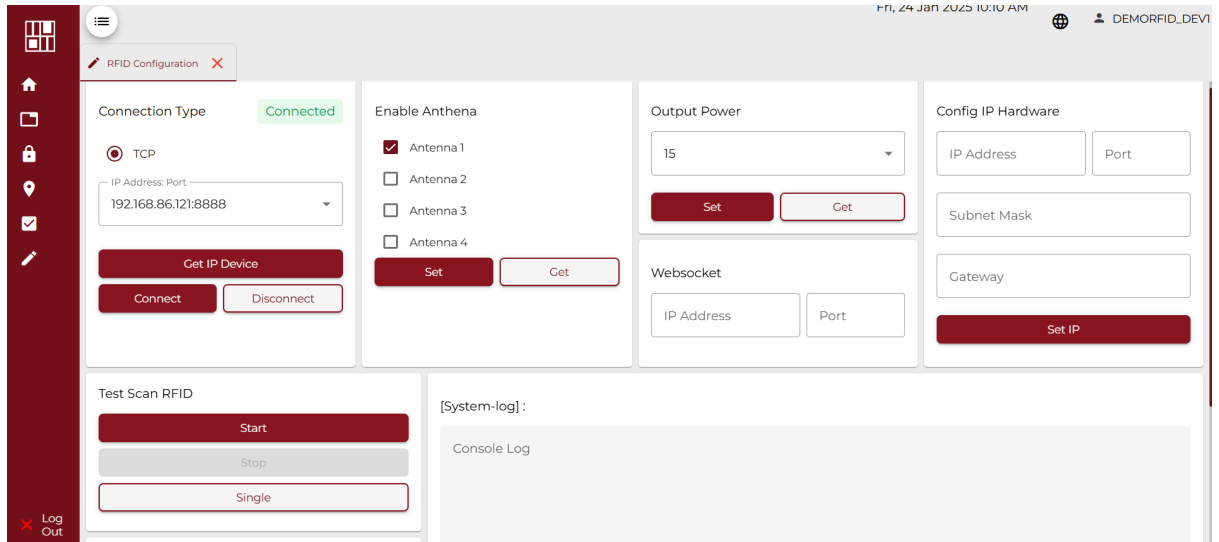 Fri, 24 Jan 2025 10:10 AM
DEMORFID_DEV1
RFID Configuration
Connection Type
Connected
TCP
IP Address: Port
192.168.86.121:8888
Get IP Device
Connect
Disconnect
Enable Anthena
Antenna 1
Antenna 2
Antenna 3
Antenna 4
Set
Get
Output Power
15
Set
Get
Websocket
IP Address
Port
Config IP Hardware
IP Address
Port
Subnet Mask
Gateway
Set IP
Test Scan RFID
Start
Stop
Single
[System-log] :
Console Log
Log
Out